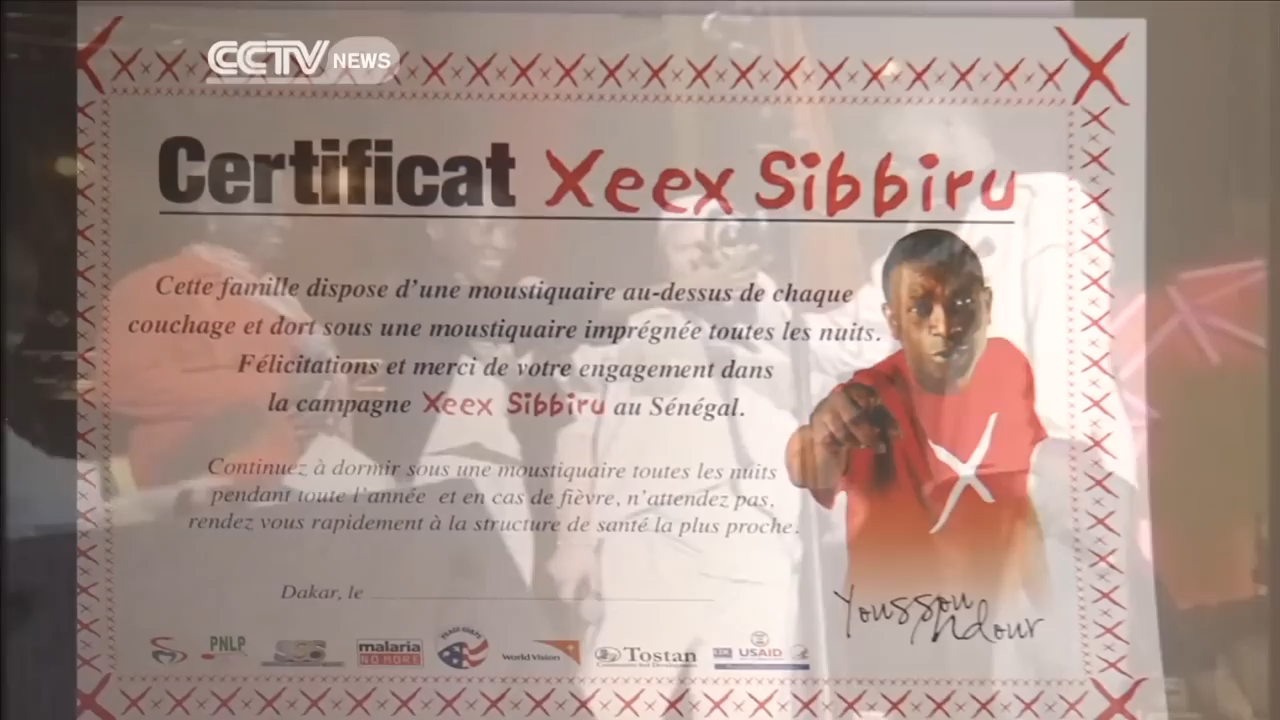 CCTV NEWS
Certificat Xeex Sibbiru
Cette famille dispose d'une moustiquaire au-dessus de chaque
couchage et dort sous une moustiquaire imprégnée toutes les nuits.
Félicitations et merci de votre engagement dans
la campagne Xeex Sibbiru au Sénégal.
Continuez à dormir sous une moustiquaire toutes les nuits
pendant toute l'année et en cas de fièvre, n'attendez pas,
rendez vous rapidement à la structure de santé la plus proche.
Dakar, le
Youssou Ndour
PNLP
malaria
NO MORE
PEACE CORPS
World Vision
Tostan
USAID